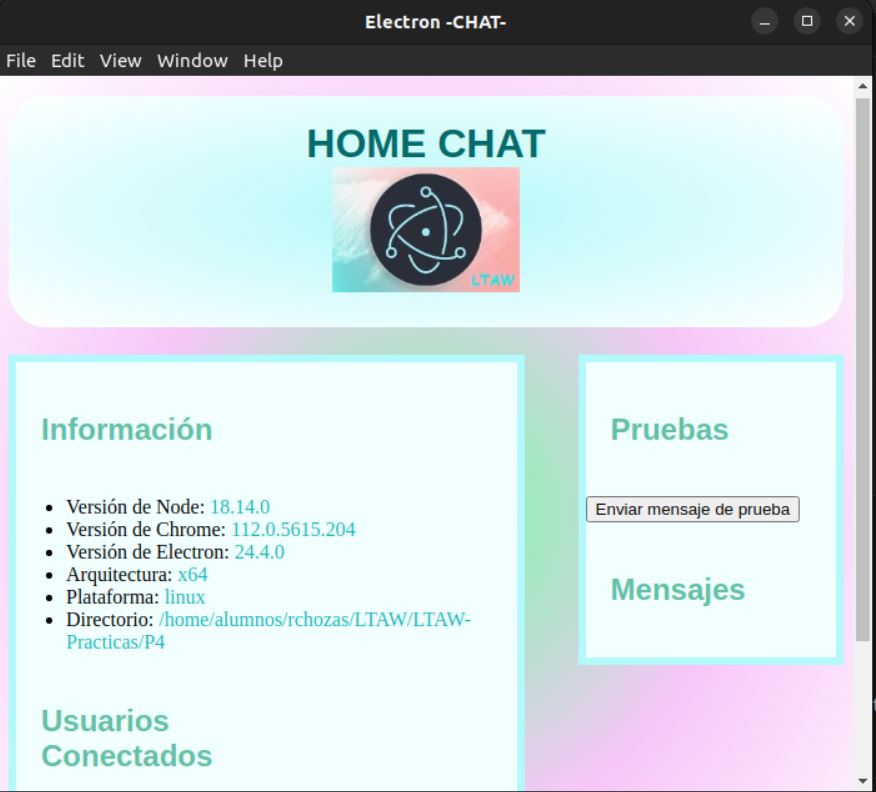 Electron -CHAT-
File Edit View Window Help
HOME CHAT
LTAW
Información
Versión de Node: 18.14.0
Versión de Chrome: 112.0.5615.204
Versión de Electron: 24.4.0
Arquitectura: x64
Plataforma: linux
Directorio: /home/alumnos/rchozas/LTAW/LTAW-
Practicas/P4
Usuarios
Conectados
Pruebas
Enviar mensaje de prueba
Mensajes